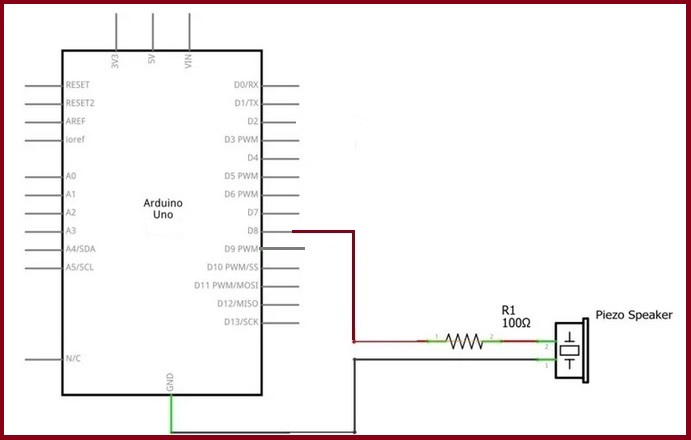 3V3
5V
VIN
RESET
RESET2
AREF
ioref
A0
A1
A2
A3
A4/SDA
A5/SCL
N/C
Arduino
Uno
D0/RX
D1/TX
D2
D3 PWM
D4
D5 PWM
D6 PWM
D7
D8
D9 PWM
D10 PWM/SS
D11 PWM/MOSI
D12/MISO
D13/SCK
GND
R1
100Ω
1
2
Piezo Speaker
2
1